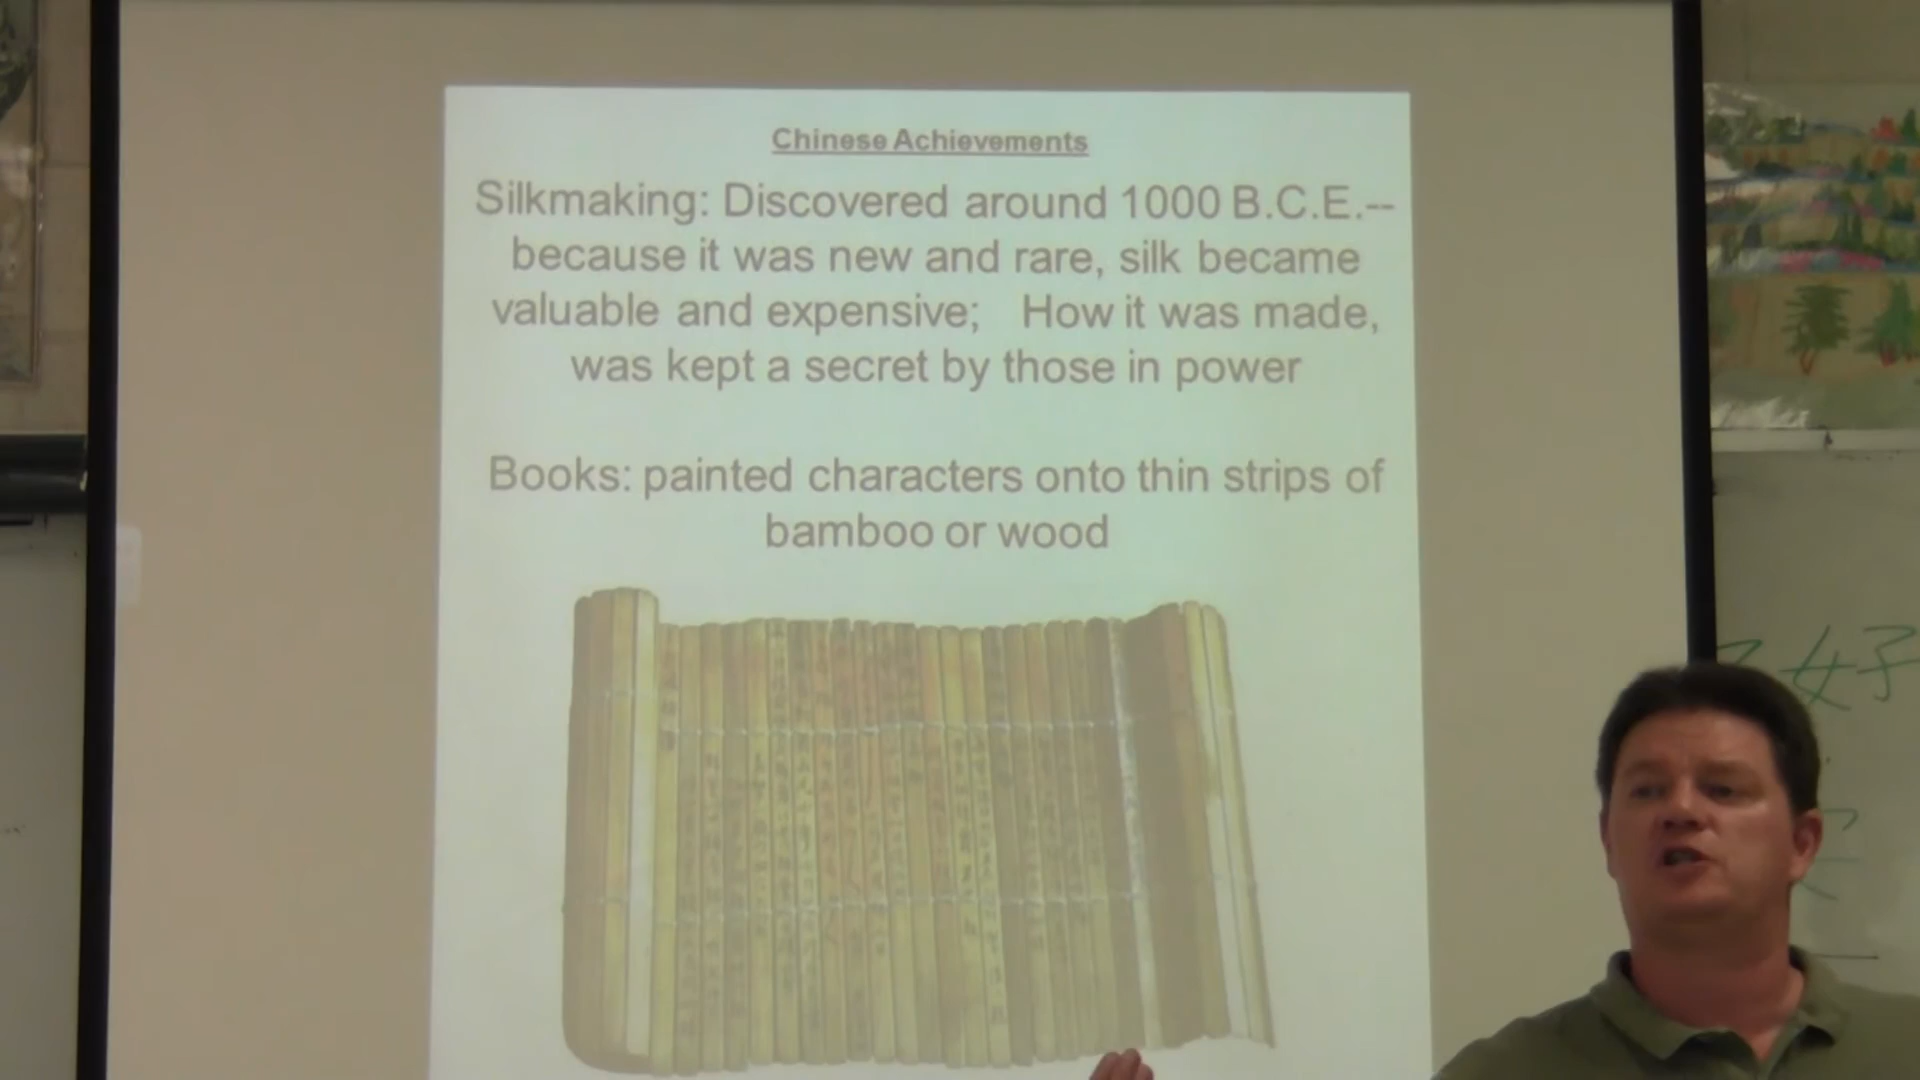 Chinese Achievements
Silkmaking: Discovered around 1000 B.C.E.--
because it was new and rare, silk became
valuable and expensive; How it was made,
was kept a secret by those in power
Books: painted characters onto thin strips of
bamboo or wood
好